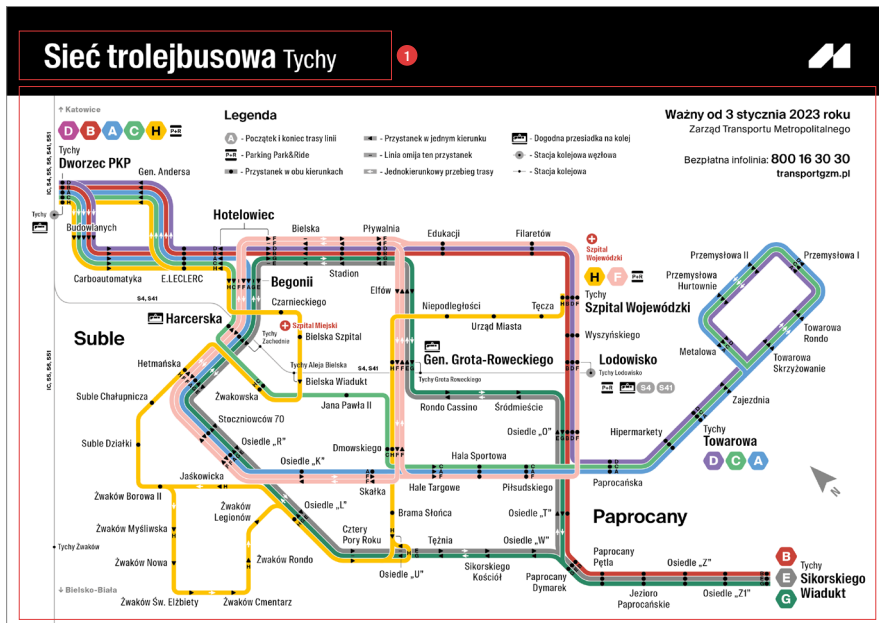 Sieć trolejbusowa Tychy
1
↑ Katowice
D B A C H P+R
Tychy
Dworzec PKP
IC, S4, S5, S6, S41, S51
Tychy
Legenda
A - Początek i koniec trasy linii
P+R - Parking Park&Ride
- Przystanek w obu kierunkach
- Przystanek w jednym kierunku
- Linia omija ten przystanek
- Jednokierunkowy przebieg trasy
- Dogodna przesiadka na kolej
- Stacja kolejowa węzłowa
- Stacja kolejowa
Ważny od 3 stycznia 2023 roku
Zarząd Transportu Metropolitalnego
Bezpłatna infolinia: 800 16 30 30
transportgzm.pl
Gen. Andersa
Budowlanych
Carboautomatyka
E.LECLERC
Hotelowiec
Bielska
Pływalnia
Stadion
Edukacji
Filaretów
Szpital
Wojewódzki
H F P+R
Tychy
Szpital Wojewódzki
Przemysłowa II
Przemysłowa I
Przemysłowa
Hurtownie
Metalowa
Towarowa
Rondo
Towarowa
Skrzyżowanie
Zajezdnia
Begonii
Elfów
Czarnieckiego
S4, S41
Harcerska
Szpital Miejski
Bielska Szpital
Tychy
Zachodnie
Niepodległości
Urząd Miasta
Tęcza
Wyszyńskiego
Suble
Tychy Aleja Bielska
S4, S41
Bielska Wiadukt
Gen. Grota-Roweckiego
Tychy Grota Roweckiego
Lodowisko
Tychy Lodowisko
P+R S4 S41
IC, S5, S6, S51
Hetmańska
Żwakowska
Jana Pawła II
Rondo Cassino
Śródmieście
Suble Chałupnicza
Stoczniowców 70
Suble Działki
Osiedle „R”
Dmowskiego
Osiedle „O”
Hipermarkety
Tychy
Towarowa
D C A
Osiedle „K”
Hala Sportowa
Jaśkowicka
Skałka
Hale Targowe
Piłsudskiego
Paprocańska
Żwaków Borowa II
Osiedle „L”
Żwaków
Legionów
Brama Słońca
Osiedle „T”
Paprocany
N
Żwaków Myśliwska
Cztery
Pory Roku
Tężnia
Osiedle „W”
Tychy Żwaków
Żwaków Nowa
Żwaków Rondo
Osiedle „U”
Sikorskiego
Kościół
Paprocany
Dymarek
Paprocany
Pętla
Osiedle „Z”
Jezioro
Paprocańskie
Osiedle „Z1”
B
E
G
Tychy
Sikorskiego
Wiadukt
↓ Bielsko-Biała
Żwaków Św. Elżbiety
Żwaków Cmentarz